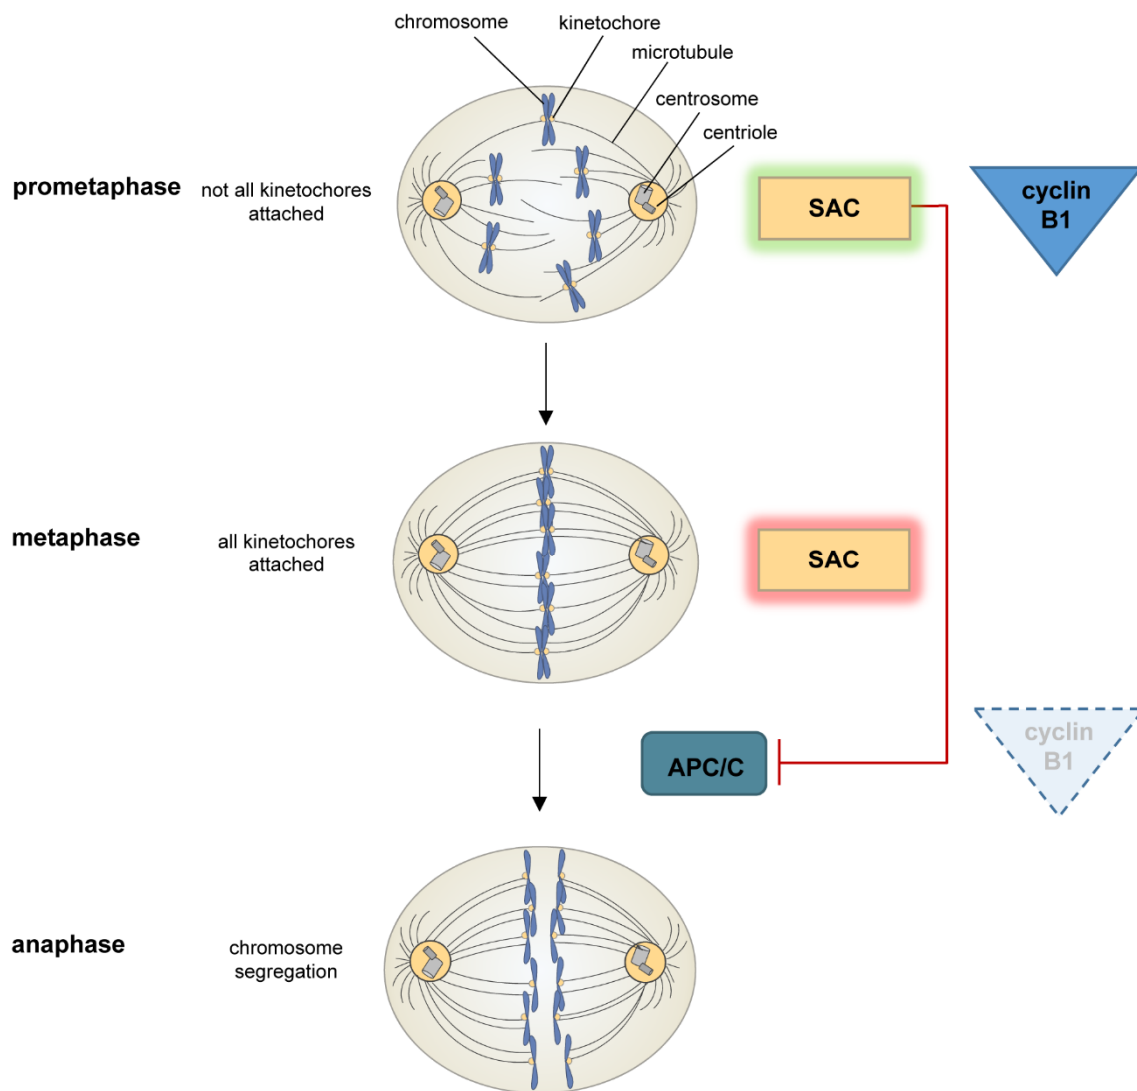 chromosome
kinetochore
microtubule
centrosome
centriole
prometaphase
not all kinetochores
attached
SAC
cyclin
B1
metaphase
all kinetochores
attached
SAC
cyclin
B1
APC/C
anaphase
chromosome
segregation